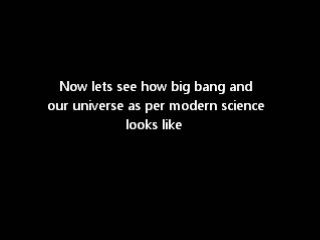 Now lets see how big bang and
our universe as per modern science
looks like